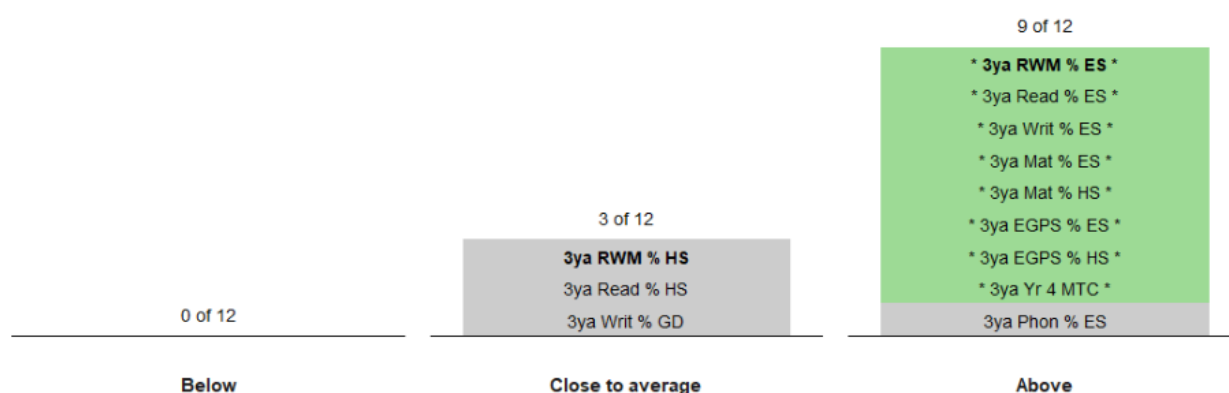 0 of 12
Below
3 of 12
3ya RWM % HS
3ya Read % HS
3ya Writ % GD
Close to average
9 of 12
* 3ya RWM % ES *
* 3ya Read % ES *
* 3ya Writ % ES *
* 3ya Mat % ES *
* 3ya Mat % HS *
* 3ya EGPS % ES *
* 3ya EGPS % HS *
* 3ya Yr 4 MTC *
3ya Phon % ES
Above